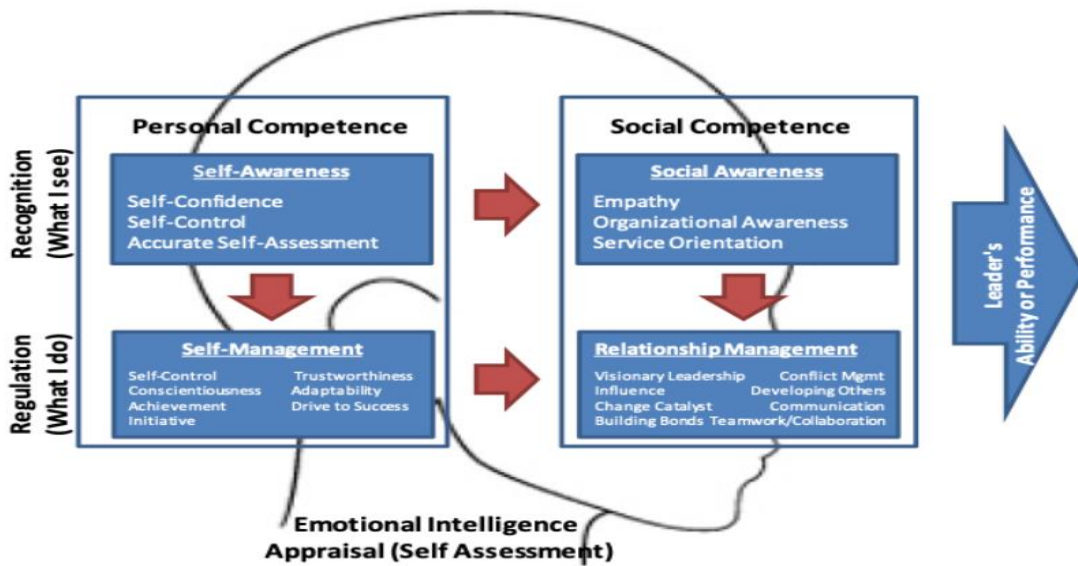 Personal Competence
Social Competence
Recognition
(What I see)
Self-Awareness
Self-Confidence
Self-Control
Accurate Self-Assessment
Social Awareness
Empathy
Organizational Awareness
Service Orientation
Leader's
Ability or Performance
Regulation
(What I do)
Self-Management
Self-Control Trustworthiness
Conscientiousness Adaptability
Achievement Drive to Success
Initiative
Relationship Management
Visionary Leadership Conflict Mgmt
Influence Developing Others
Change Catalyst Communication
Building Bonds Teamwork/Collaboration
Emotional Intelligence
Appraisal (Self Assessment)